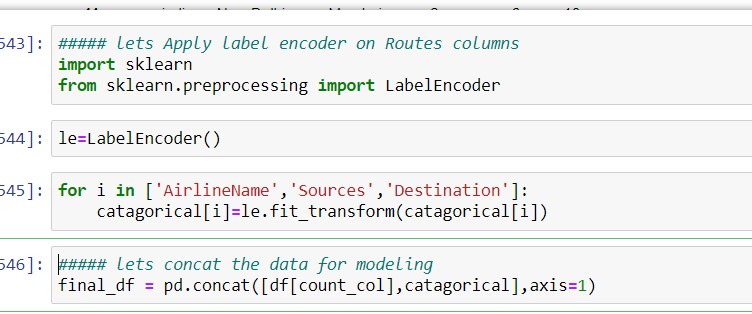 543]: ##### lets Apply label encoder on Routes columns
import sklearn
from sklearn.preprocessing import LabelEncoder
544]: le=LabelEncoder()
545]: for i in ['AirlineName','Sources','Destination']:
catagorical[i]=le.fit_transform(catagorical[i])
546]: ##### lets concat the data for modeling
final_df = pd.concat([df[count_col],catagorical],axis=1)